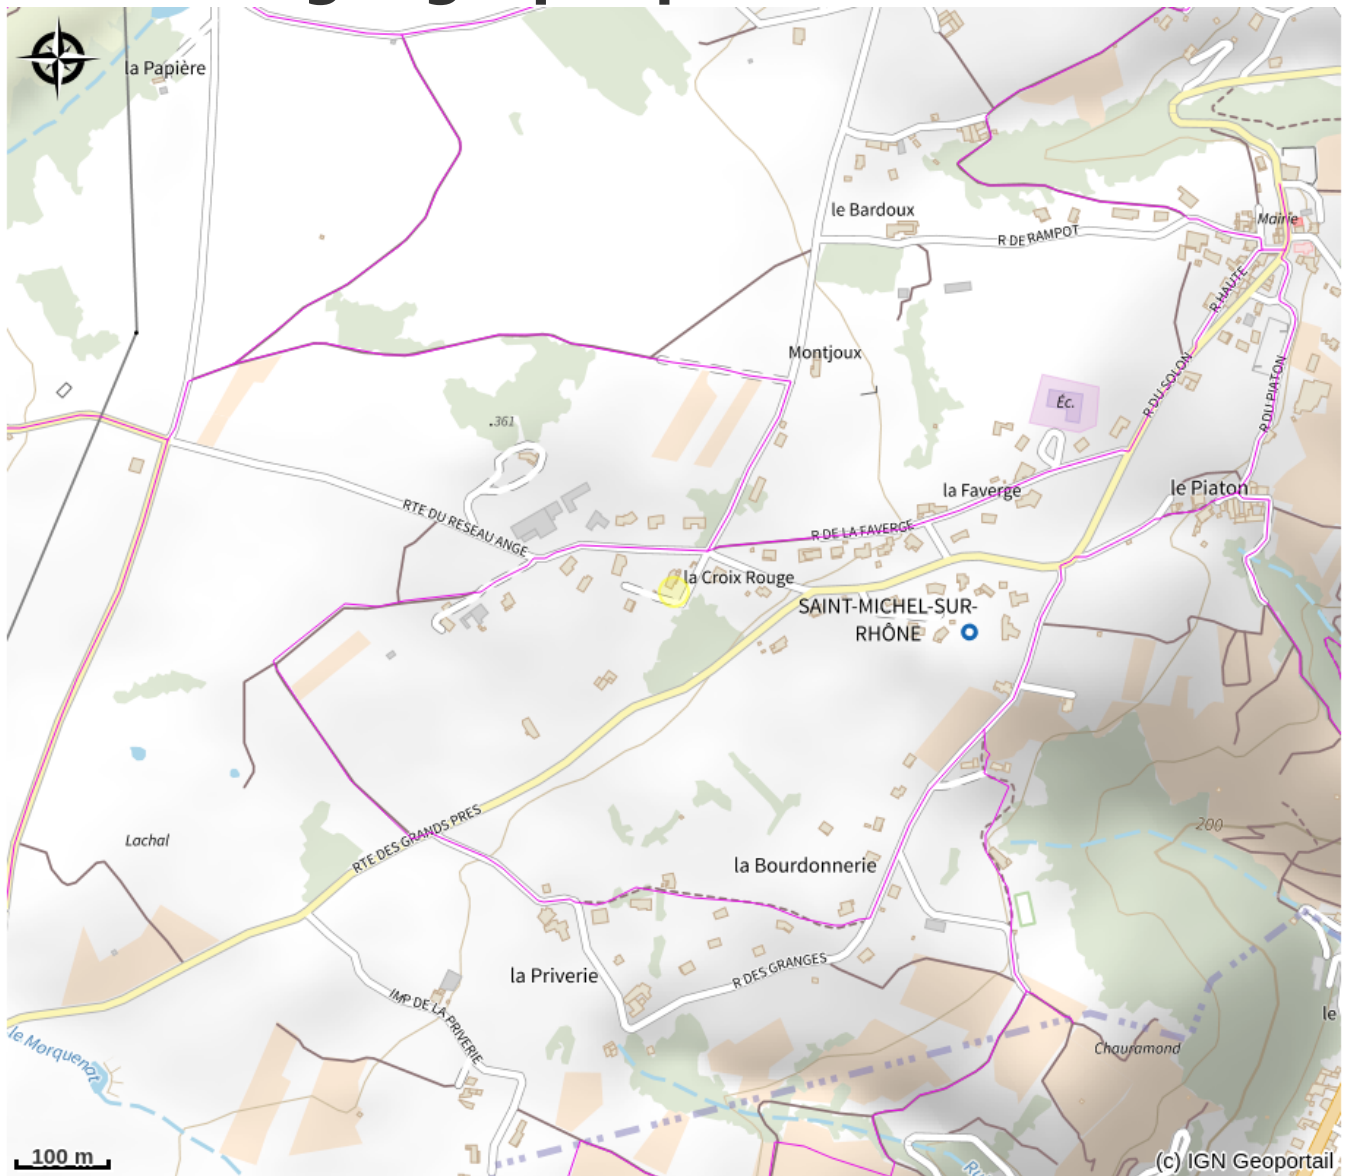 la Papière
le Bardoux
R DE RAMPOT
Mairie
R HAUTE
Montjoux
R DU SOLON
R DU PIATON
Éc.
.361
la Faverge
le Piaton
RTE DU RESEAU ANGE
R DE LA FAVERGE
la Croix Rouge
SAINT-MICHEL-SUR-
RHÔNE
200
Lachal
RTE DES GRANDS PRES
la Bourdonnerie
la Priverie
R DES GRANGES
IMP DE LA PRIVERIE
le
le Morquenat
Chauramond
100 m
(c) IGN Geoportail